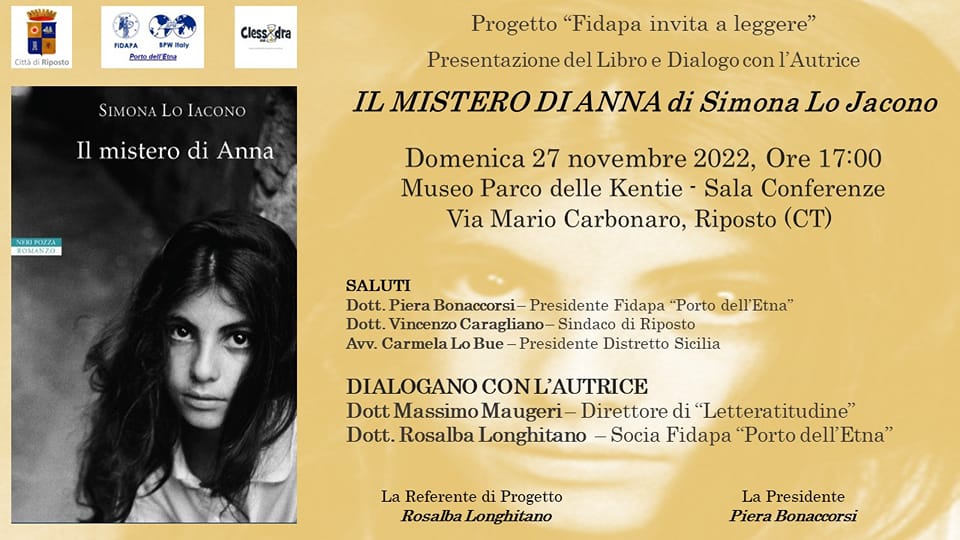 Città di Riposto
FIDAPA
BPW Italy
Porto dell'Etna
Cless dra
SIMONA LO IACONO
Il mistero di Anna
NERI POZZA
ROMANZO
Progetto “Fidapa invita a leggere”
Presentazione del Libro e Dialogo con l’Autrice
IL MISTERO DI ANNA di Simona Lo Jacono
Domenica 27 novembre 2022, Ore 17:00
Museo Parco delle Kentie - Sala Conferenze
Via Mario Carbonaro, Riposto (CT)
SALUTI
Dott. Piera Bonaccorsi – Presidente Fidapa “Porto dell’Etna”
Dott. Vincenzo Caragliano – Sindaco di Riposto
Avv. Carmela Lo Bue – Presidente Distretto Sicilia
DIALOGANO CON L’AUTRICE
Dott Massimo Maugeri – Direttore di “Letteratitudine”
Dott. Rosalba Longhitano – Socia Fidapa “Porto dell’Etna”
La Referente di Progetto
Rosalba Longhitano
La Presidente
Piera Bonaccorsi